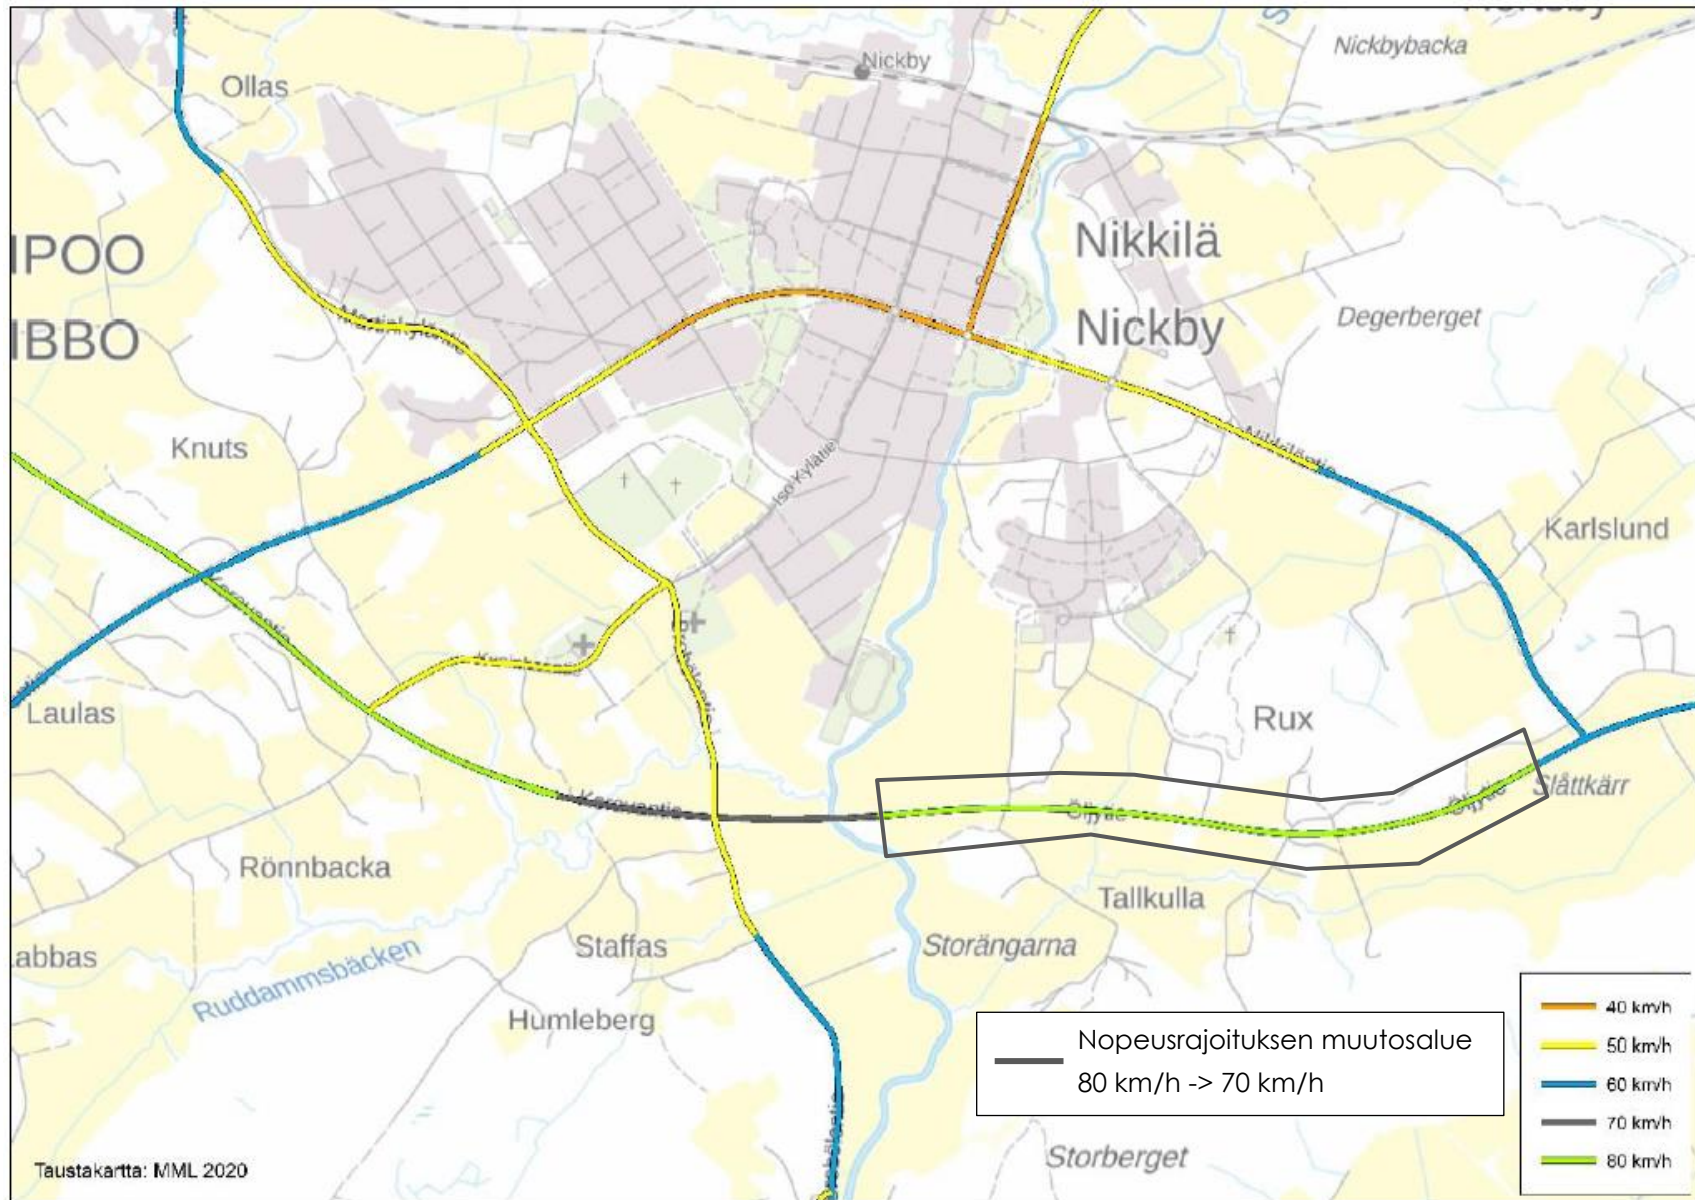 Nickbybacka
Nickby
Ollas
Nikkilä
Nickby
IPOO
IBBO
Degerberget
Knuts
Iso Kylätie
Nikkiläntie
Karlslund
Laulas
Rux
Keravantie
Öljytie
Öljytie
Slåttkärr
Rönnbacka
Tallkulla
abbas
Staffas
Storängarna
Ruddammsbäcken
Humleberg
Nopeusrajoituksen muutosalue
80 km/h -> 70 km/h
40 km/h
50 km/h
60 km/h
70 km/h
80 km/h
Storberget
Taustakartta: MML 2020